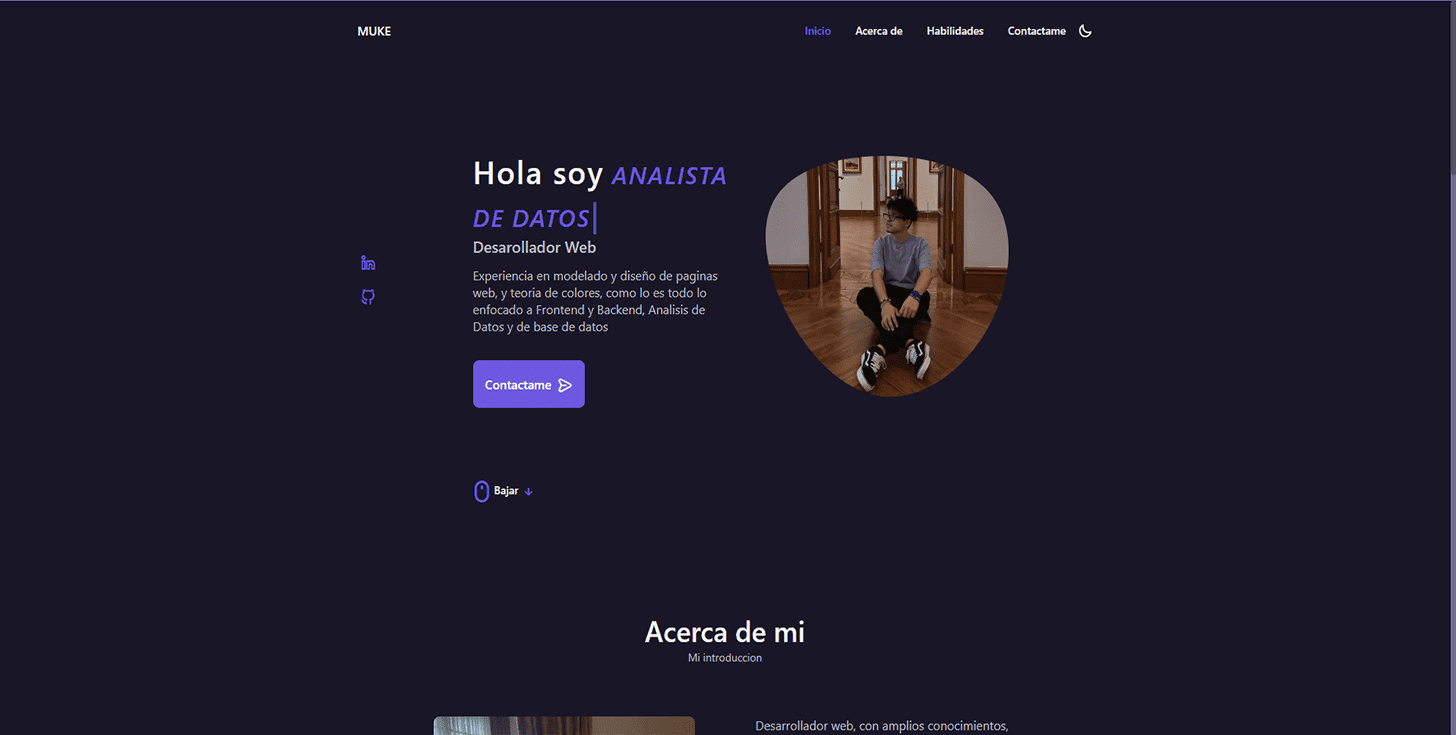 MUKE
Inicio
Acerca de
Habilidades
Contactame
Hola soy ANALISTA
DE DATOS
Desarollador Web
Experiencia en modelado y diseño de paginas
web, y teoria de colores, como lo es todo lo
enfocado a Frontend y Backend, Analisis de
Datos y de base de datos
Contactame
Bajar
Acerca de mi
Mi introduccion
Desarrollador web, con amplios conocimientos,